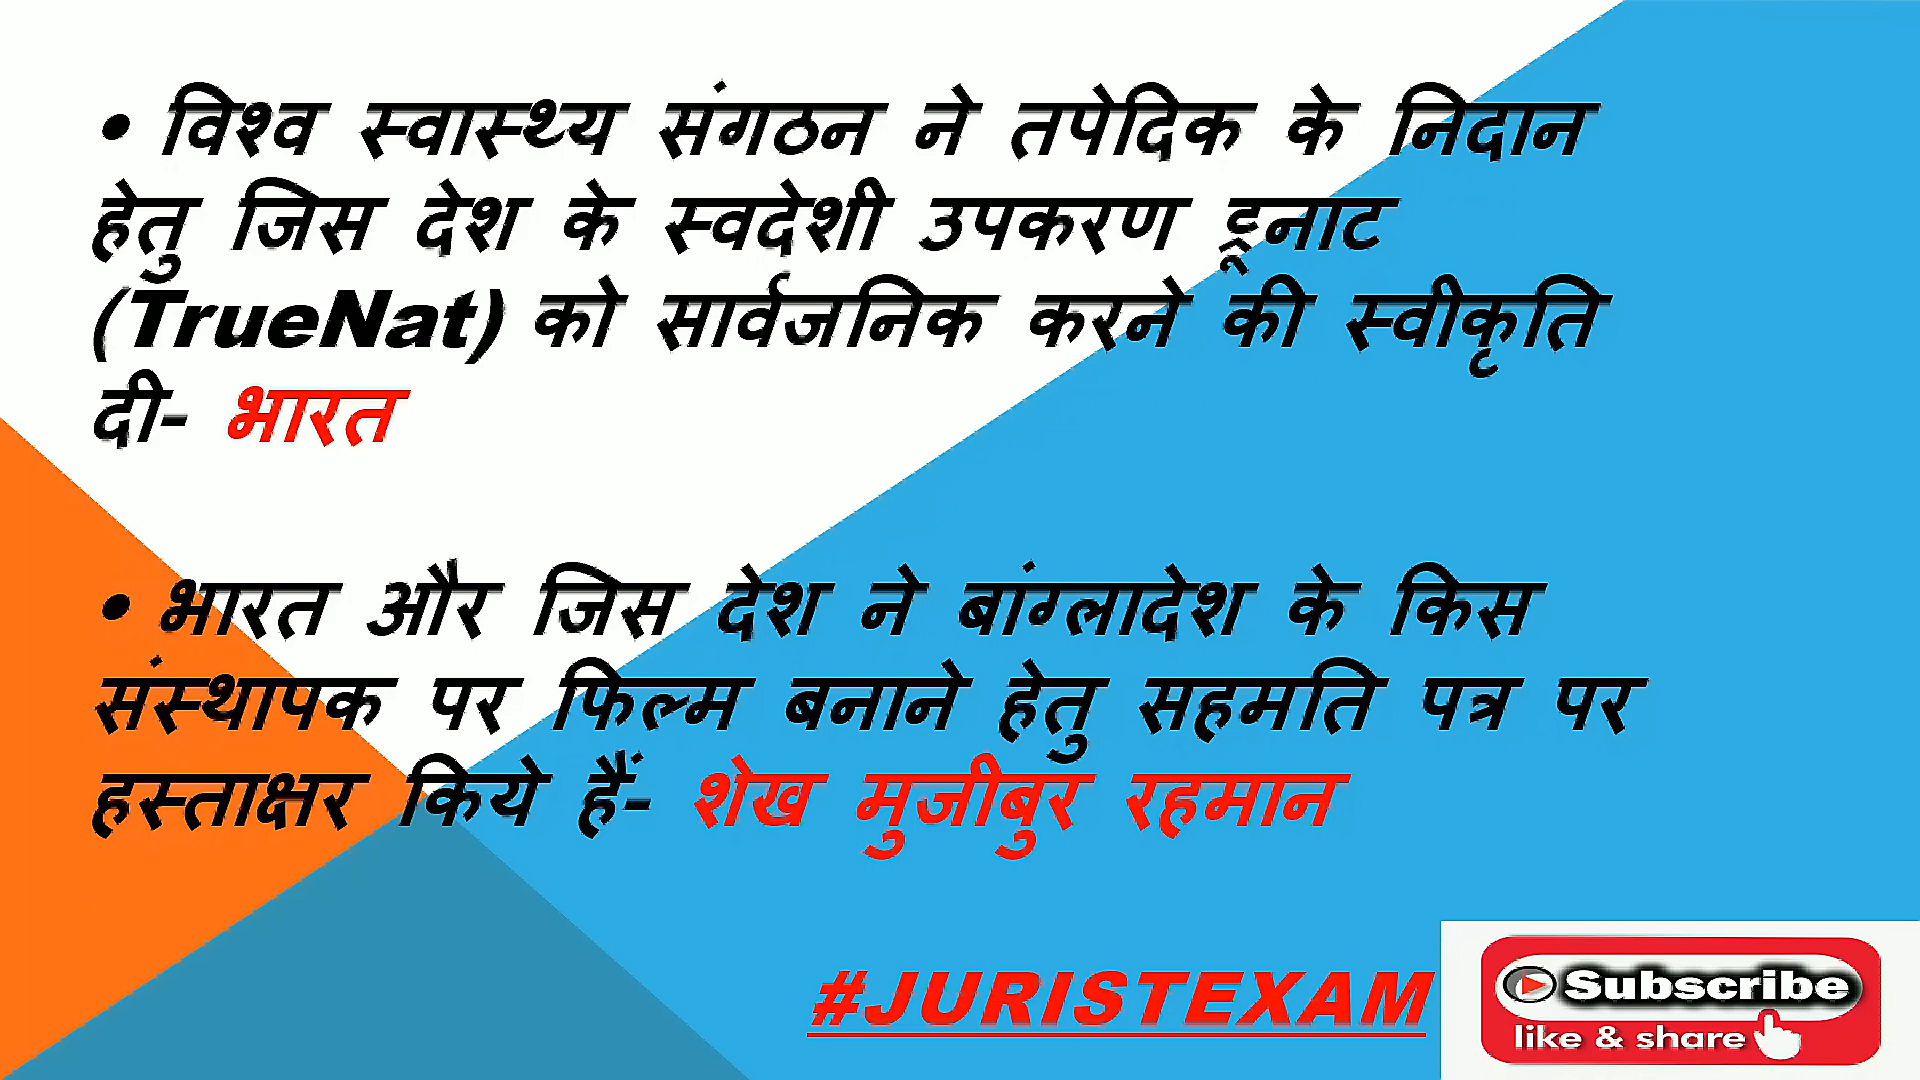 • विश्व स्वास्थ्य संगठन ने तपेदिक के निदान
हेतु जिस देश के स्वदेशी उपकरण ड्रूनाट
(TrueNat) को सार्वजनिक करने की स्वीकृति
दी- भारत
• भारत और जिस देश ने बांग्लादेश के किस
संस्थापक पर फिल्म बनाने हेतु सहमति पत्र पर
हस्ताक्षर किये हैं- शेख मुजीबुर रहमान
#JURISTEXAM
Subscribe
like & share